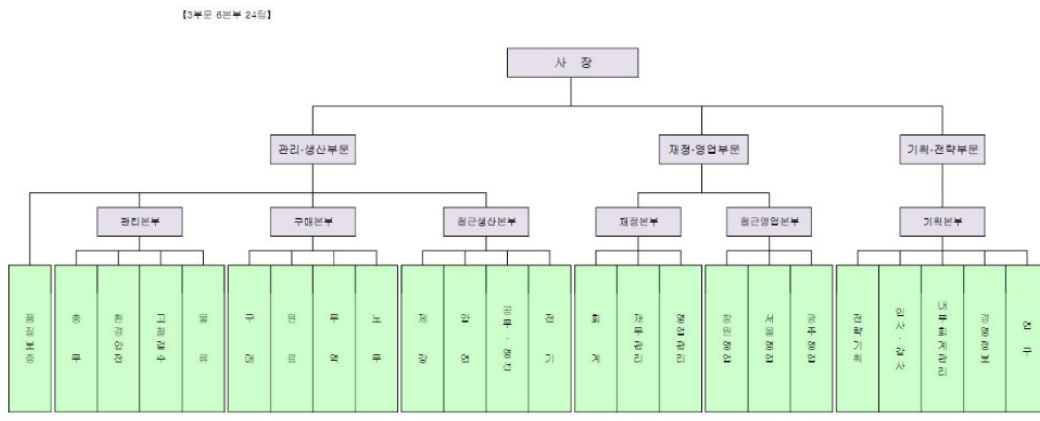 【3부문 6본부 24팀】
사 장
관리·생산부문
재정·영업부문
기획·전략부문
관리본부
구매본부
철근생산본부
재정본부
철근영업본부
기획본부
품질보증
총무
환경안전
고철검수
물류
구매
원료
무역
노무
제강
압연
공무·영선
전기
회계
재무관리
영업관리
창원영업
서울영업
광주영업
전략기획
인사·감사
내부회계관리
경영정보
연구